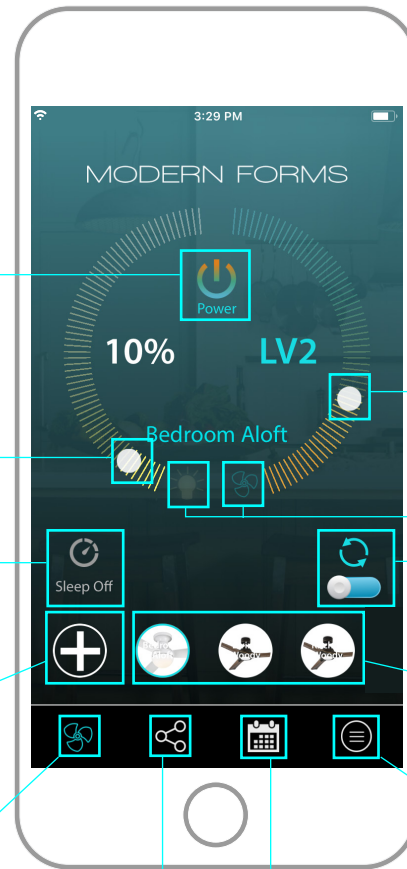 3:29 PM
MODERN FORMS
Power
10%
LV2
Bedroom Aloft
Sleep Off